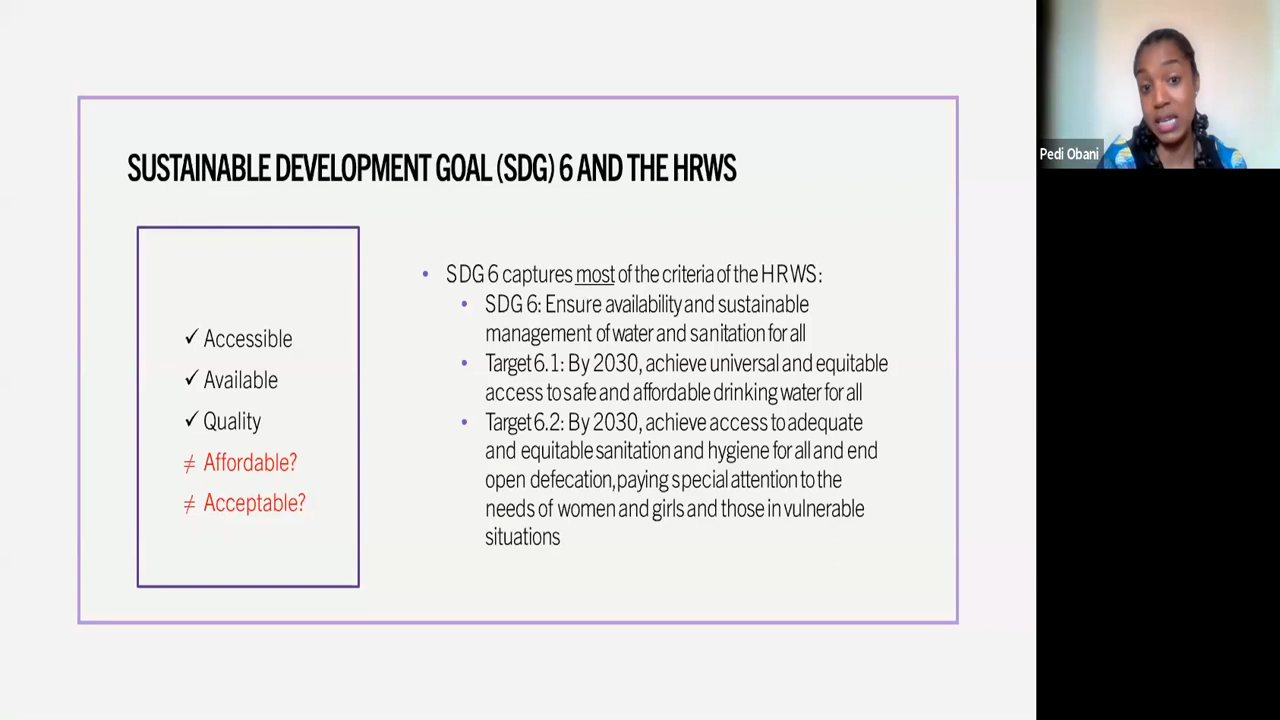 SUSTAINABLE DEVELOPMENT GOAL (SDG) 6 AND THE HRWS
✓ Accessible
✓ Available
✓ Quality
≠ Affordable?
≠ Acceptable?
• SDG 6 captures most of the criteria of the HRWS:
• SDG 6: Ensure availability and sustainable
management of water and sanitation for all
• Target 6.1: By 2030, achieve universal and equitable
access to safe and affordable drinking water for all
• Target 6.2: By 2030, achieve access to adequate
and equitable sanitation and hygiene for all and end
open defecation, paying special attention to the
needs of women and girls and those in vulnerable
situations
Pedi Obani